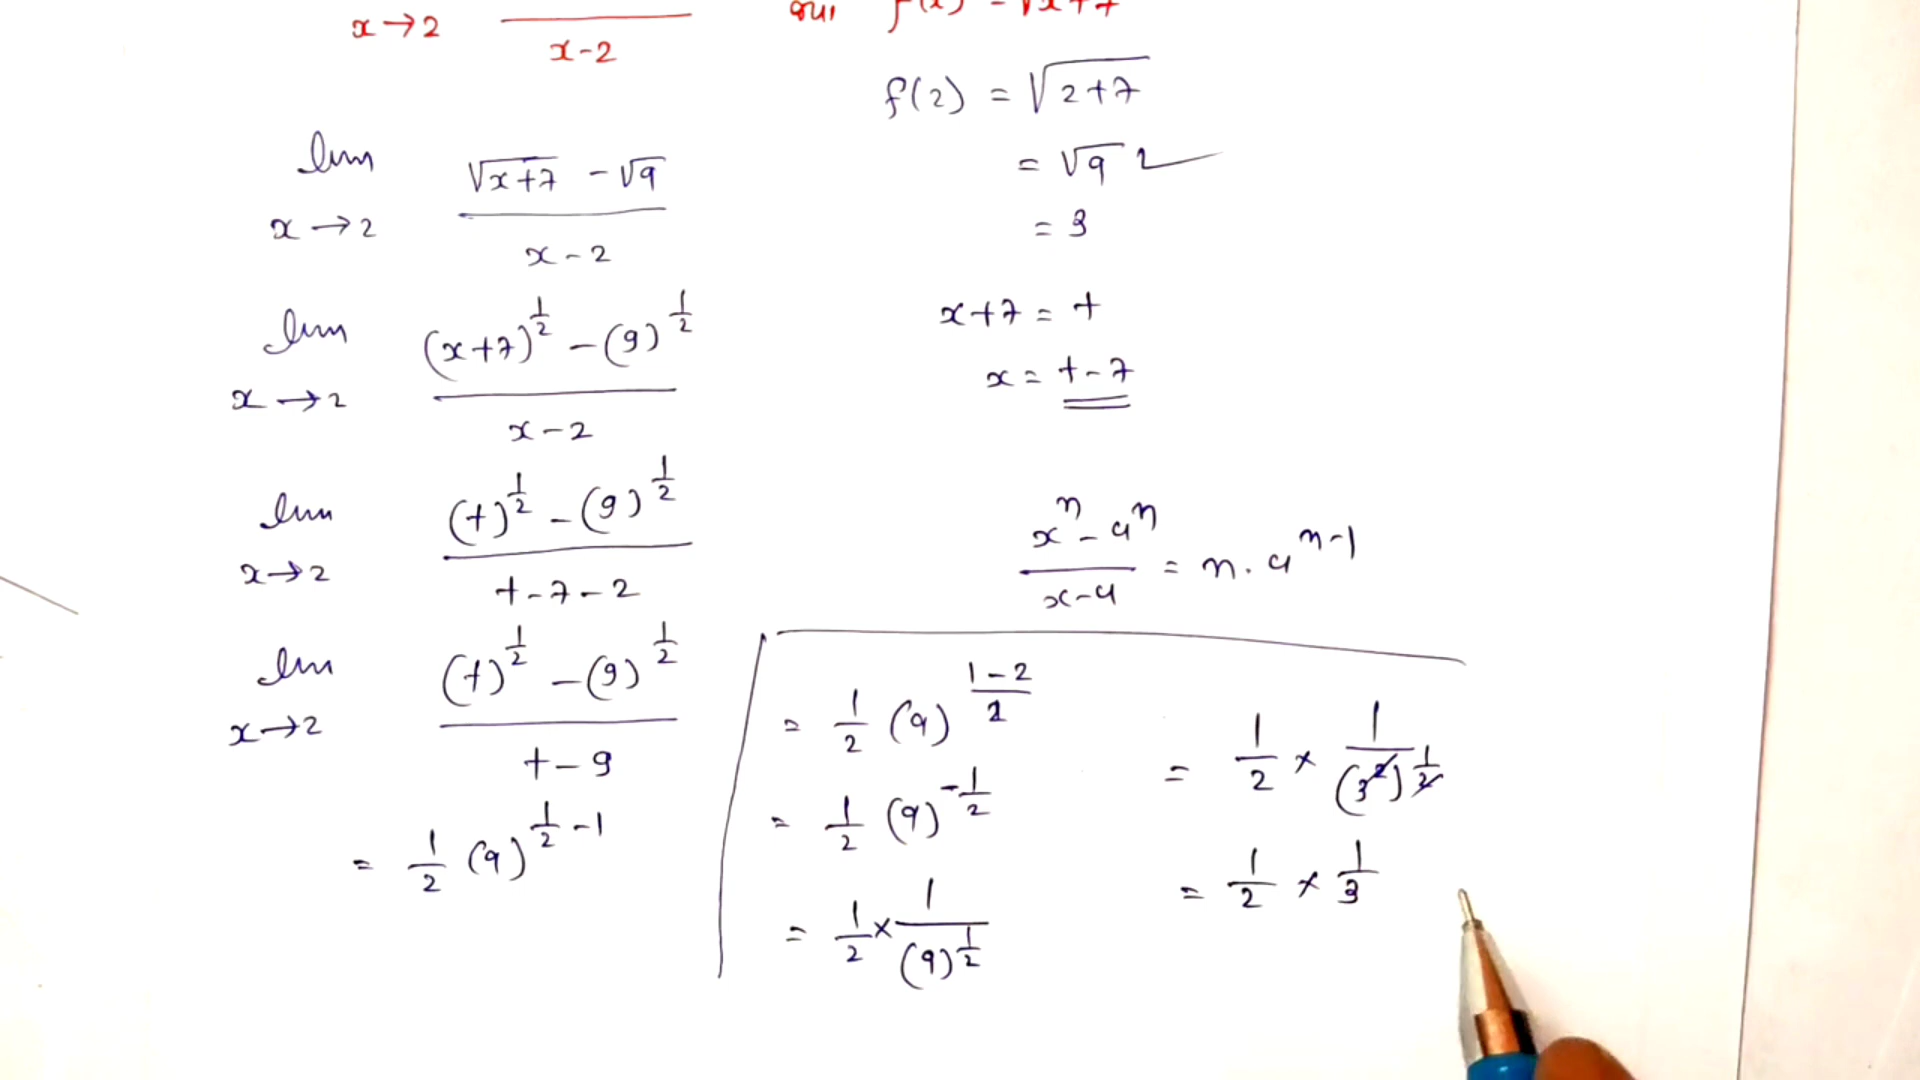 x→2 x-2
f(x) = √x+7
f(2) = √2+7
= √9
= 3
lim x→2 √x+7 - √9 / x-2
lim x→2 (x+7)^1/2 - (9)^1/2 / x-2
x+7 = t
x = t-7
lim x→2 (t)^1/2 - (9)^1/2 / t-7-2
x^n - a^n / x-a = n.a^n-1
lim x→2 (t)^1/2 - (9)^1/2 / t-9
= 1/2 (9)^1/2-1
= 1/2 (9)^1-2/2
= 1/2 (9)^-1/2
= 1/2 × 1/(9)^1/2
= 1/2 × 1/(3^2)^1/2
= 1/2 × 1/3